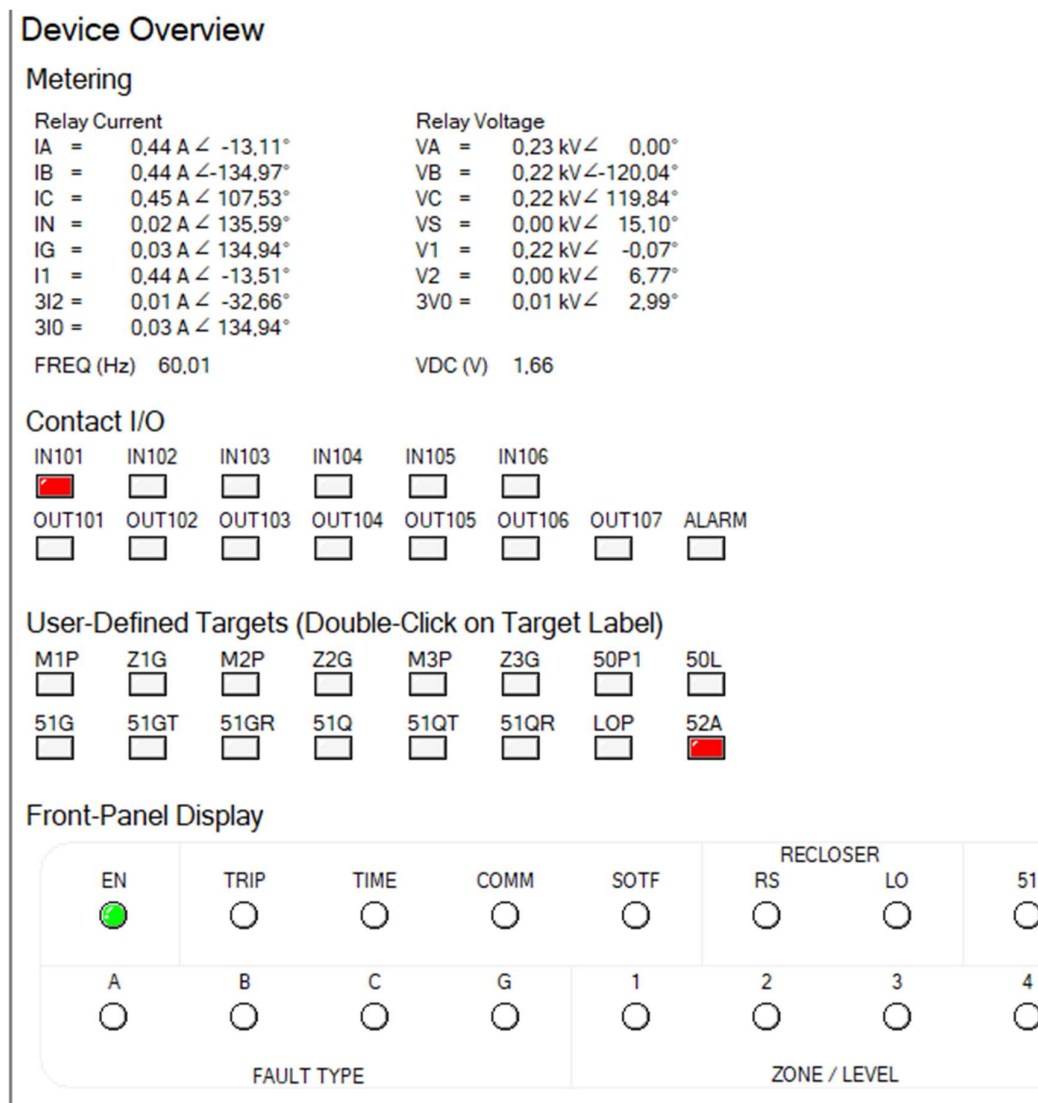 Device Overview
Metering
Relay Current Relay Voltage
IA = 0,44 A ∠ -13,11° VA = 0,23 kV∠ 0,00°
IB = 0,44 A ∠-134,97° VB = 0,22 kV∠-120,04°
IC = 0,45 A ∠ 107,53° VC = 0,22 kV∠ 119,84°
IN = 0,02 A ∠ 135,59° VS = 0,00 kV∠ 15,10°
IG = 0,03 A ∠ 134,94° V1 = 0,22 kV∠ -0,07°
I1 = 0,44 A ∠ -13,51° V2 = 0,00 kV∠ 6,77°
3I2 = 0,01 A ∠ -32,66° 3V0 = 0,01 kV∠ 2,99°
3I0 = 0,03 A ∠ 134,94°
FREQ (Hz) 60,01 VDC (V) 1,66
Contact I/O
IN101 IN102 IN103 IN104 IN105 IN106
OUT101 OUT102 OUT103 OUT104 OUT105 OUT106 OUT107 ALARM
User-Defined Targets (Double-Click on Target Label)
M1P Z1G M2P Z2G M3P Z3G 50P1 50L
51G 51GT 51GR 51Q 51QT 51QR LOP 52A
Front-Panel Display
RECLOSER
EN TRIP TIME COMM SOTF RS LO 51
A B C G 1 2 3 4
FAULT TYPE ZONE / LEVEL